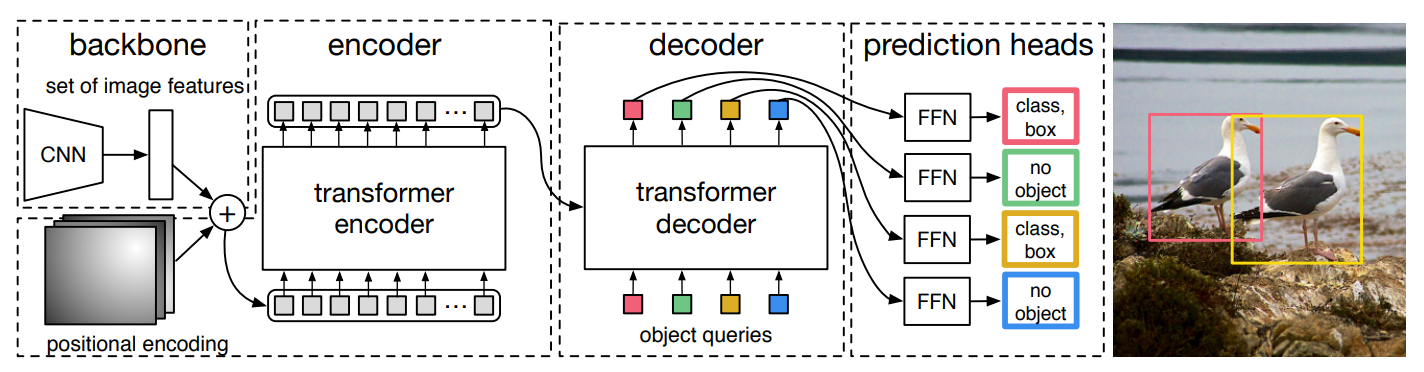 backbone
set of image features
CNN
+
positional encoding
encoder
...
transformer
encoder
...
decoder
transformer
decoder
object queries
prediction heads
FFN
class,
box
FFN
no
object
FFN
class,
box
FFN
no
object